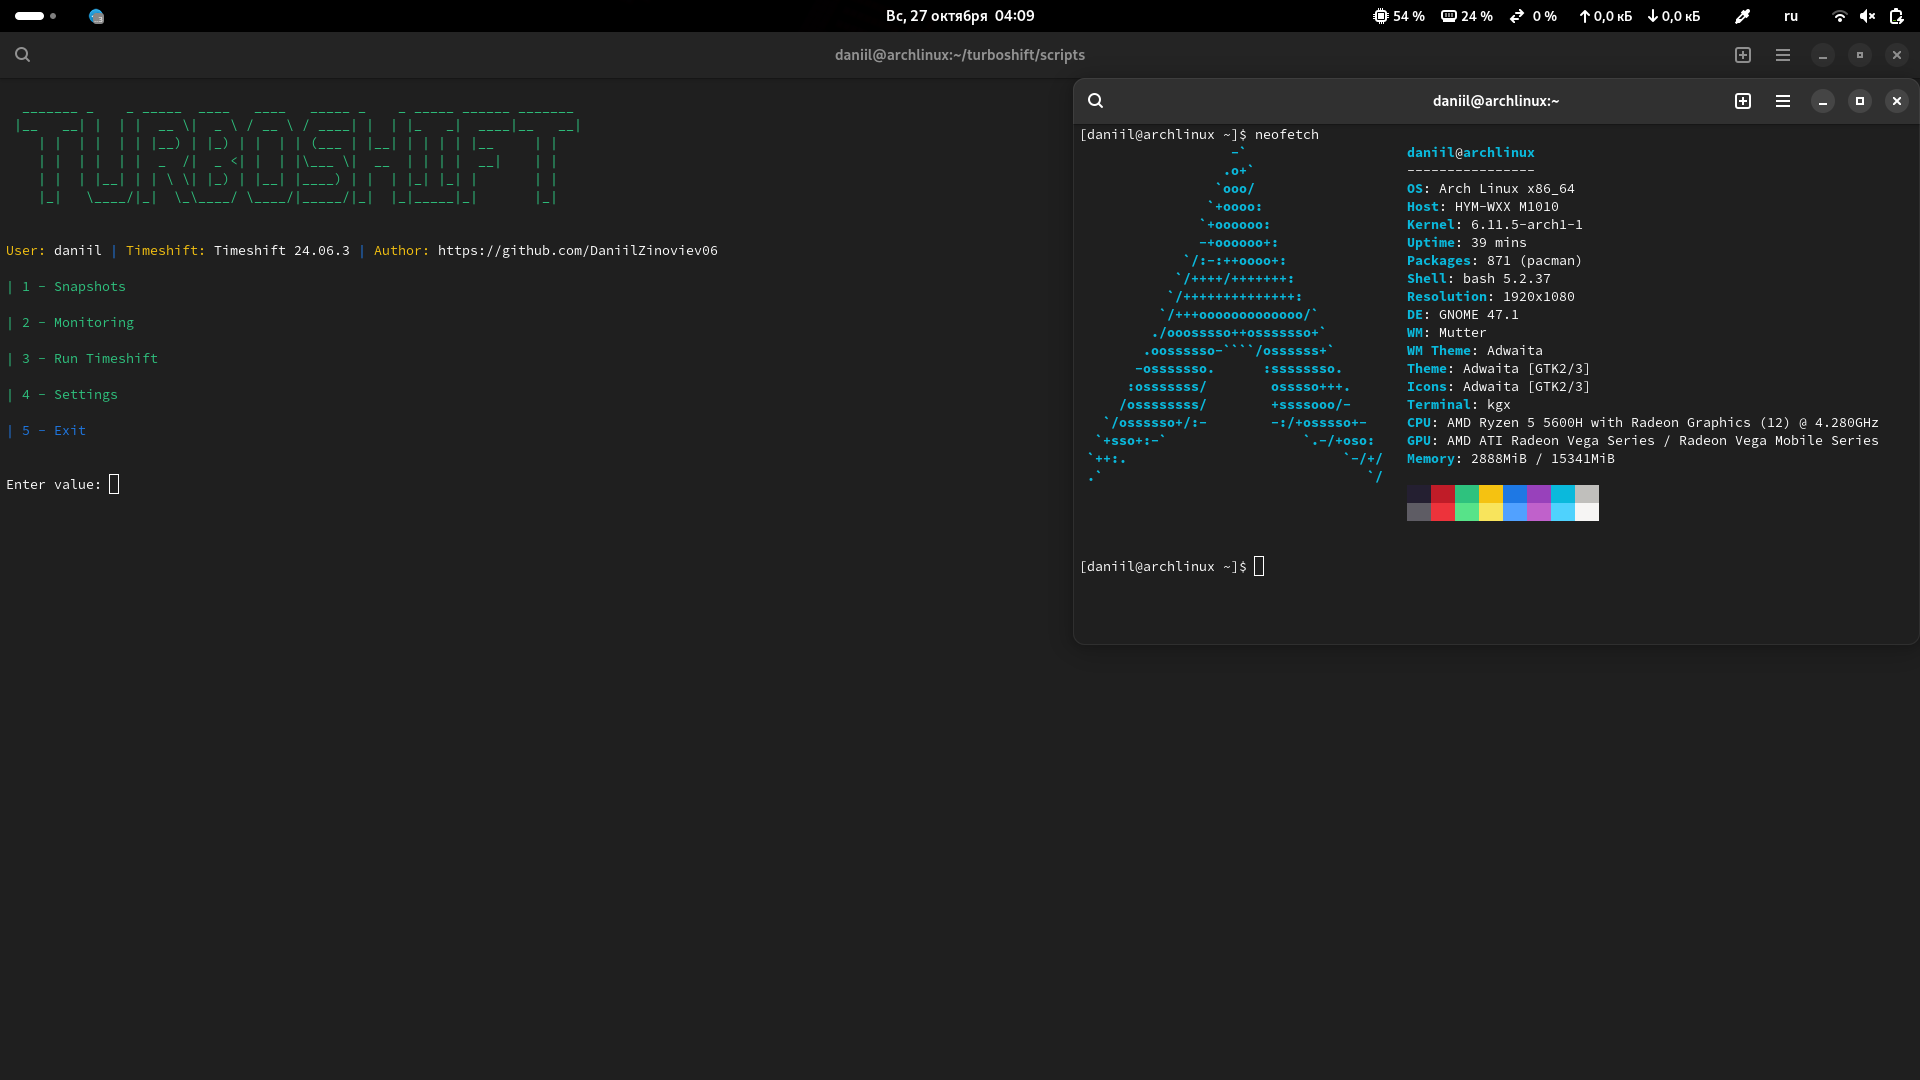 Вс, 27 октября 04:09
54 % 24 % 0 % 0,0 кБ 0,0 кБ ru
daniil@archlinux:~/turboshift/scripts
TURBOSHIFT
User: daniil | Timeshift: Timeshift 24.06.3 | Author: https://github.com/DaniilZinoviev06
| 1 - Snapshots
| 2 - Monitoring
| 3 - Run Timeshift
| 4 - Settings
| 5 - Exit
Enter value:
daniil@archlinux:~
[daniil@archlinux ~]$ neofetch
daniil@archlinux
----------------
OS: Arch Linux x86_64
Host: HYM-WXX M1010
Kernel: 6.11.5-arch1-1
Uptime: 39 mins
Packages: 871 (pacman)
Shell: bash 5.2.37
Resolution: 1920x1080
DE: GNOME 47.1
WM: Mutter
WM Theme: Adwaita
Theme: Adwaita [GTK2/3]
Icons: Adwaita [GTK2/3]
Terminal: kgx
CPU: AMD Ryzen 5 5600H with Radeon Graphics (12) @ 4.280GHz
GPU: AMD ATI Radeon Vega Series / Radeon Vega Mobile Series
Memory: 2888MiB / 15341MiB
[daniil@archlinux ~]$